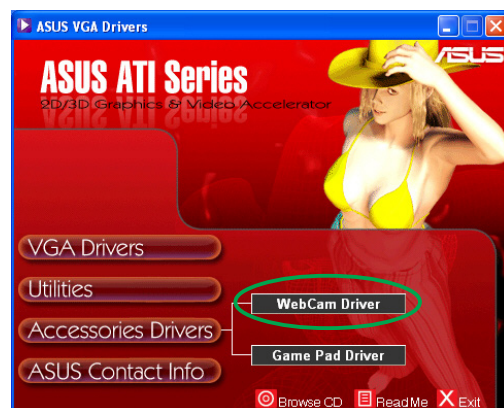 ASUS VGA Drivers
ASUS
ASUS ATI Series
2D/3D Graphics & Video Accelerator
VGA Drivers
Utilities
WebCam Driver
Accessories Drivers
Game Pad Driver
ASUS Contact Info
Browse CD ReadMe Exit